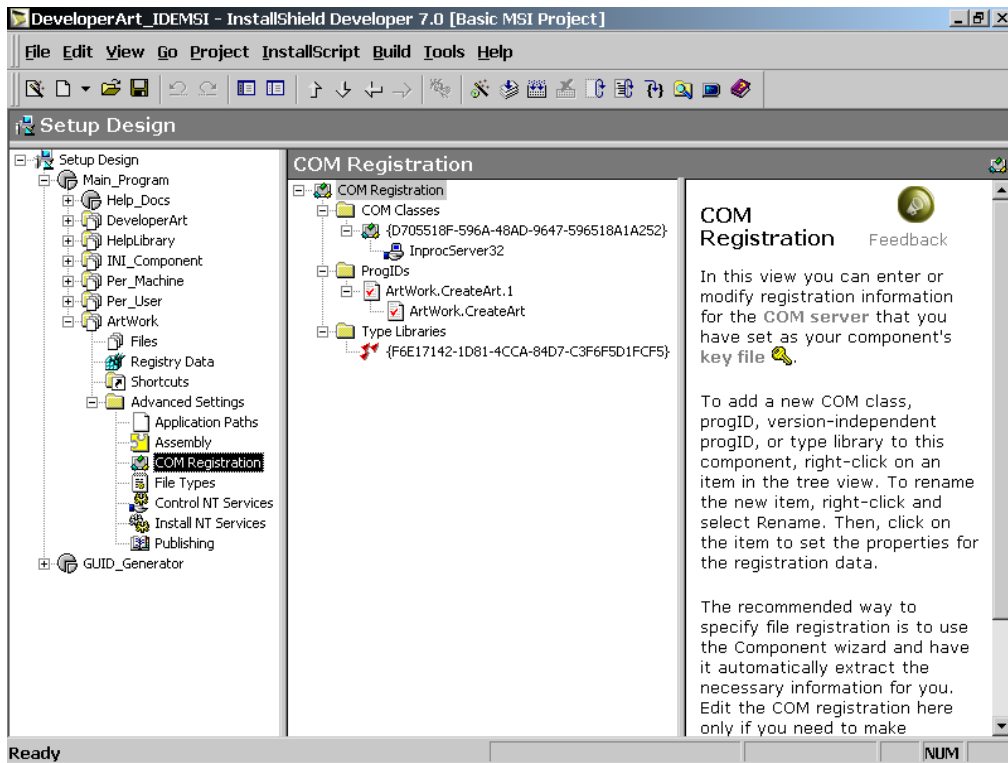 DeveloperArt_IDEMSI - InstallShield Developer 7.0 [Basic MSI Project]
File Edit View Go Project InstallScript Build Tools Help
Setup Design
Setup Design
Main_Program
Help_Docs
DeveloperArt
HelpLibrary
INI_Component
Per_Machine
Per_User
ArtWork
Files
Registry Data
Shortcuts
Advanced Settings
Application Paths
Assembly
COM Registration
File Types
Control NT Services
Install NT Services
Publishing
GUID_Generator
COM Registration
COM Registration
COM Classes
{D705518F-596A-48AD-9647-596518A1A252}
InprocServer32
ProgIDs
ArtWork.CreateArt.1
ArtWork.CreateArt
Type Libraries
{F6E17142-1D81-4CCA-84D7-C3F6F5D1FCF5}
COM
Registration
Feedback
In this view you can enter or
modify registration information
for the COM server that you
have set as your component's
key file .
To add a new COM class,
progID, version-independent
progID, or type library to this
component, right-click on an
item in the tree view. To rename
the new item, right-click and
select Rename. Then, click on
the item to set the properties for
the registration data.
The recommended way to
specify file registration is to use
the Component wizard and have
it automatically extract the
necessary information for you.
Edit the COM registration here
only if you need to make
Ready
NUM